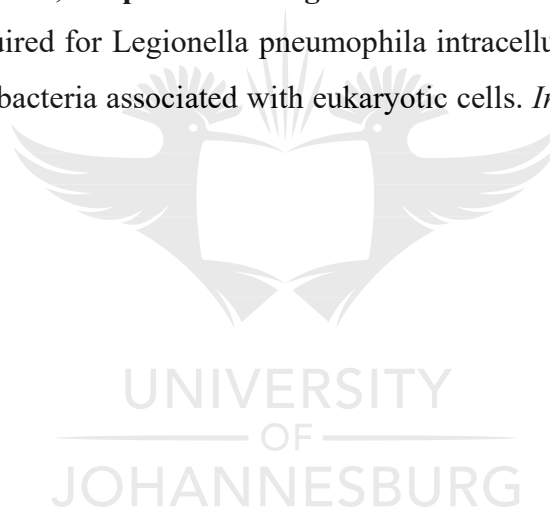 uired for Legionella pneumophila intracellu
bacteria associated with eukaryotic cells. In
UNIVERSITY
OF
JOHANNESBURG